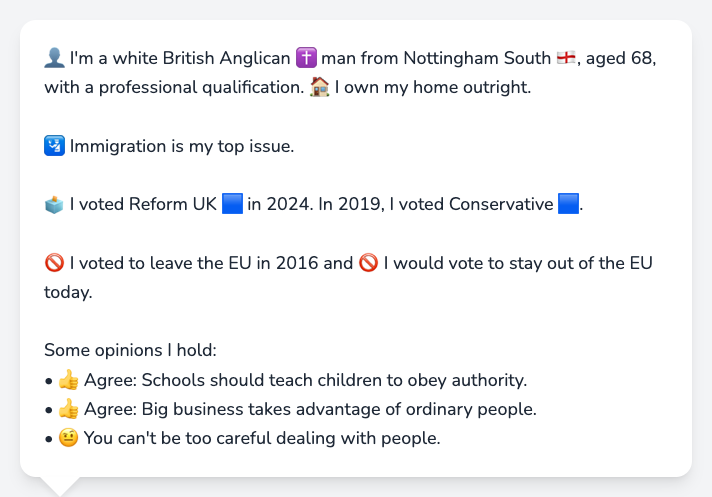 👤 I'm a white British Anglican ✝️ man from Nottingham South 🏴󠁧󠁢󠁥󠁮󠁧󠁿, aged 68,
with a professional qualification. 🏠 I own my home outright.
🛂 Immigration is my top issue.
🗳️ I voted Reform UK 🟦 in 2024. In 2019, I voted Conservative 🟦.
🚫 I voted to leave the EU in 2016 and 🚫 I would vote to stay out of the EU
today.
Some opinions I hold:
• 👍 Agree: Schools should teach children to obey authority.
• 👍 Agree: Big business takes advantage of ordinary people.
• 🤨 You can't be too careful dealing with people.